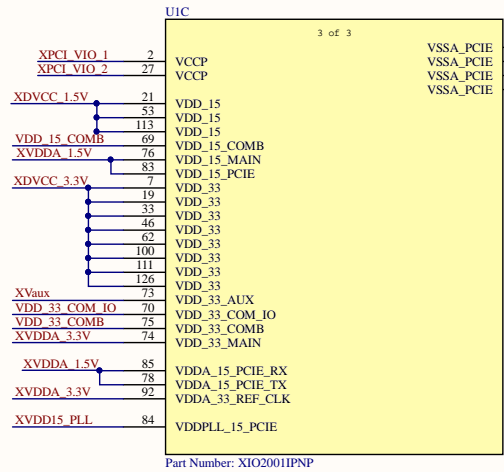 U1C
3 of 3
XPCI_VIO_1 2 VCCP VSSA_PCIE
XPCI_VIO_2 27 VCCP VSSA_PCIE
VSSA_PCIE
VSSA_PCIE
XDVCC_1.5V 21 VDD_15
53 VDD_15
113 VDD_15
VDD_15_COMB 69 VDD_15_COMB
XVDDA_1.5V 76 VDD_15_MAIN
83 VDD_15_PCIE
XDVCC_3.3V 7 VDD_33
19 VDD_33
33 VDD_33
46 VDD_33
62 VDD_33
100 VDD_33
111 VDD_33
126 VDD_33
XVaux 73 VDD_33_AUX
VDD_33_COM_IO 70 VDD_33_COM_IO
VDD_33_COMB 75 VDD_33_COMB
XVDDA_3.3V 74 VDD_33_MAIN
XVDDA_1.5V 85 VDDA_15_PCIE_RX
78 VDDA_15_PCIE_TX
XVDDA_3.3V 92 VDDA_33_REF_CLK
XVDD15_PLL 84 VDDPLL_15_PCIE
Part Number: XIO2001IPNP